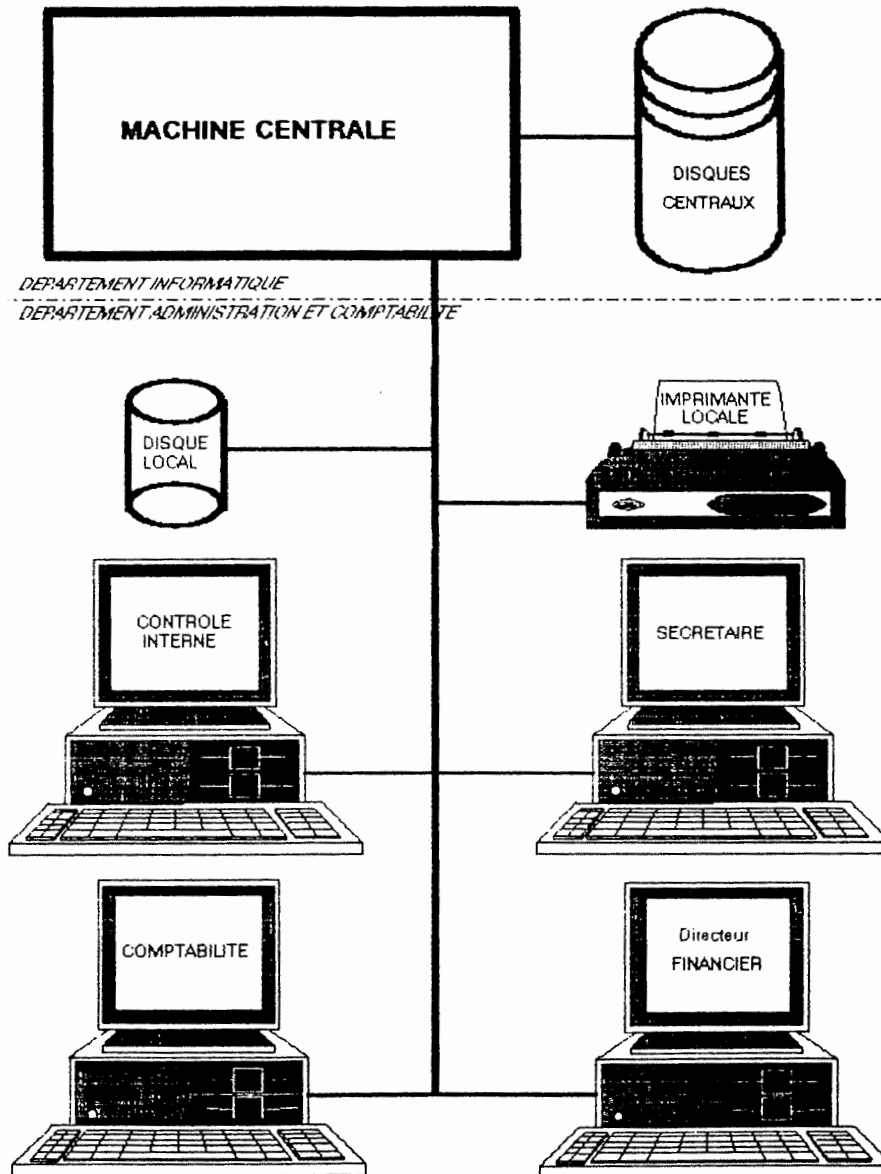 MACHINE CENTRALE
DISQUES
CENTRAUX
DEPARTEMENT INFORMATIQUE
DEPARTEMENT ADMINISTRATION ET COMPTABILITE
DISQUE
LOCAL
IMPRIMANTE
LOCALE
CONTROLE
INTERNE
SECRETAIRE
COMPTABILITE
Directeur
FINANCIER